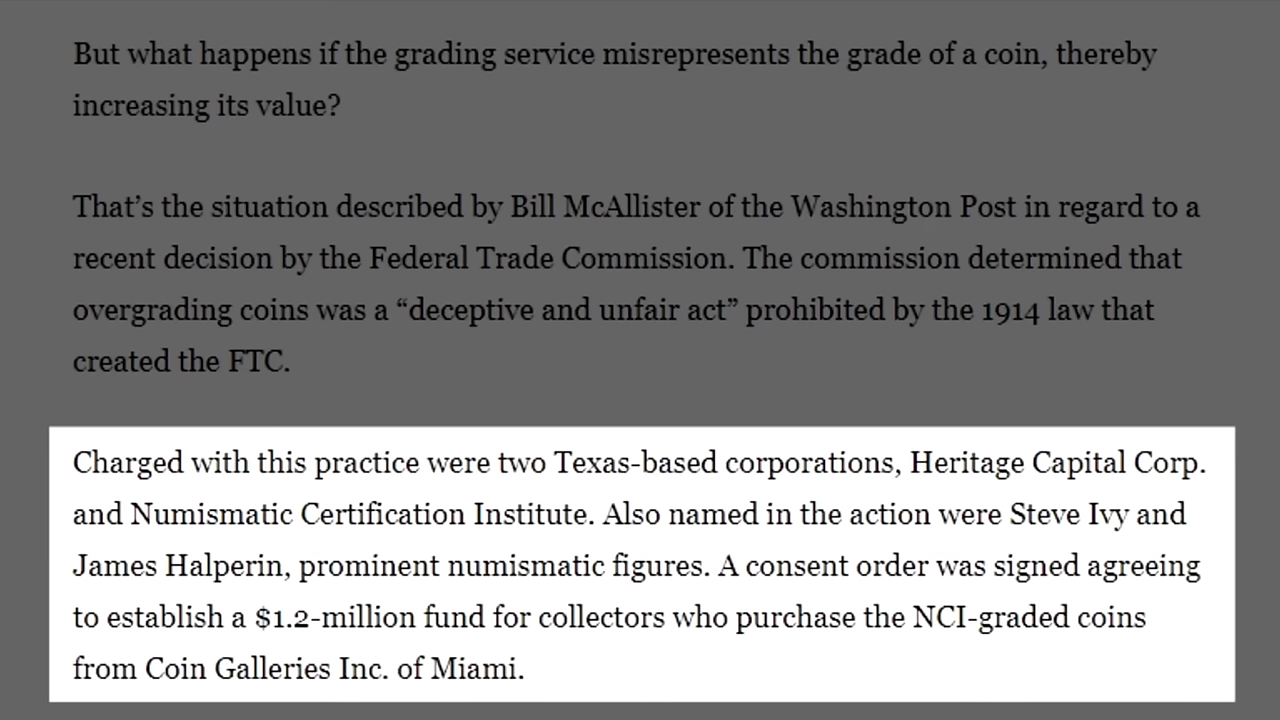 But what happens if the grading service misrepresents the grade of a coin, thereby
increasing its value?
That’s the situation described by Bill McAllister of the Washington Post in regard to a
recent decision by the Federal Trade Commission. The commission determined that
overgrading coins was a “deceptive and unfair act” prohibited by the 1914 law that
created the FTC.
Charged with this practice were two Texas-based corporations, Heritage Capital Corp.
and Numismatic Certification Institute. Also named in the action were Steve Ivy and
James Halperin, prominent numismatic figures. A consent order was signed agreeing
to establish a $1.2-million fund for collectors who purchase the NCI-graded coins
from Coin Galleries Inc. of Miami.